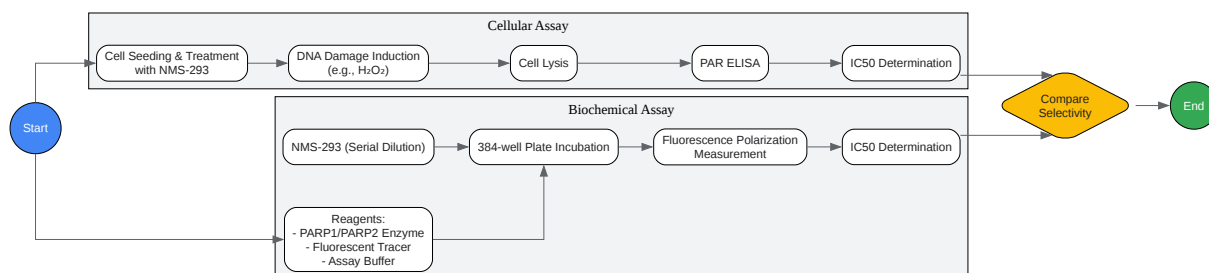 Cellular Assay
Cell Seeding & Treatment
with NMS-293
DNA Damage Induction
(e.g., H₂O₂)
Cell Lysis
PAR ELISA
IC50 Determination
Start
Compare
Selectivity
End
Biochemical Assay
NMS-293 (Serial Dilution)
384-well Plate Incubation
Fluorescence Polarization
Measurement
IC50 Determination
Reagents:
- PARP1/PARP2 Enzyme
- Fluorescent Tracer
- Assay Buffer